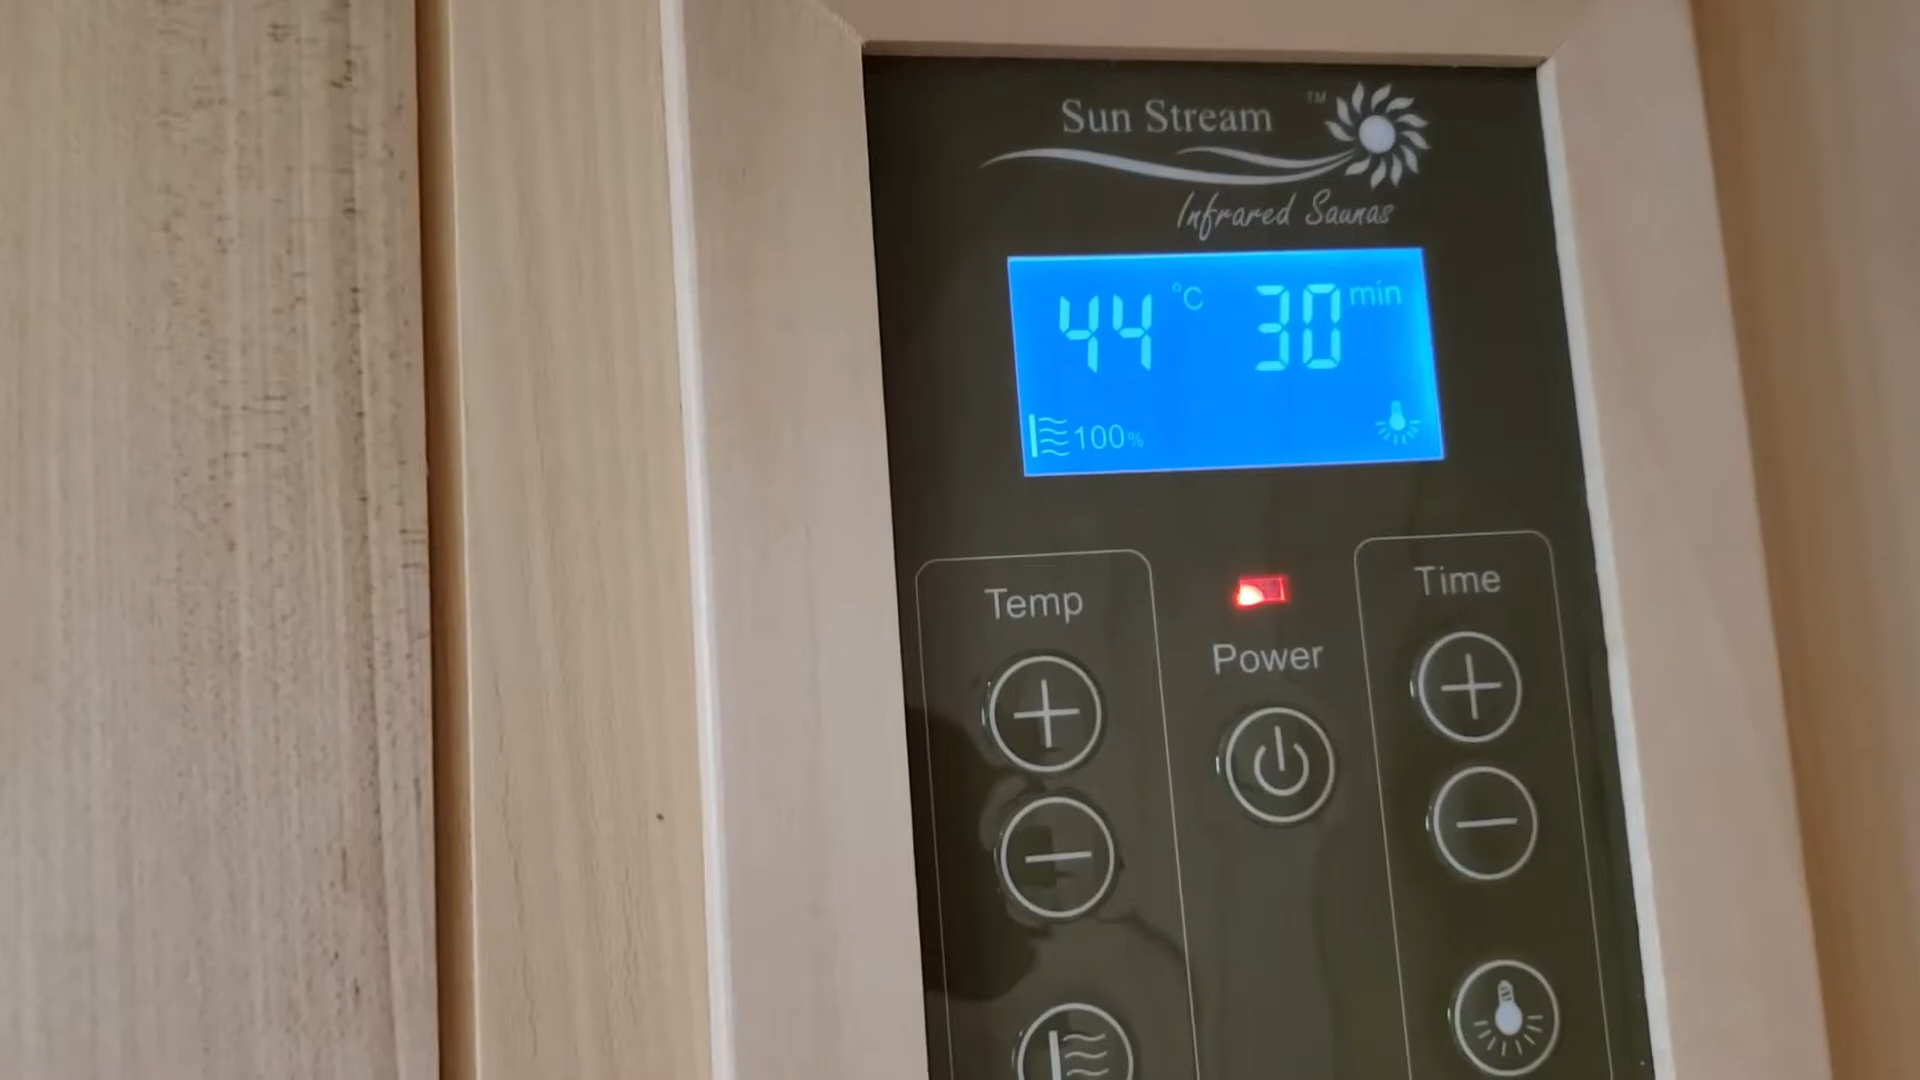 Sun Stream ™
Infrared Saunas
44 °C 30 min
100%
Temp
Power
Time